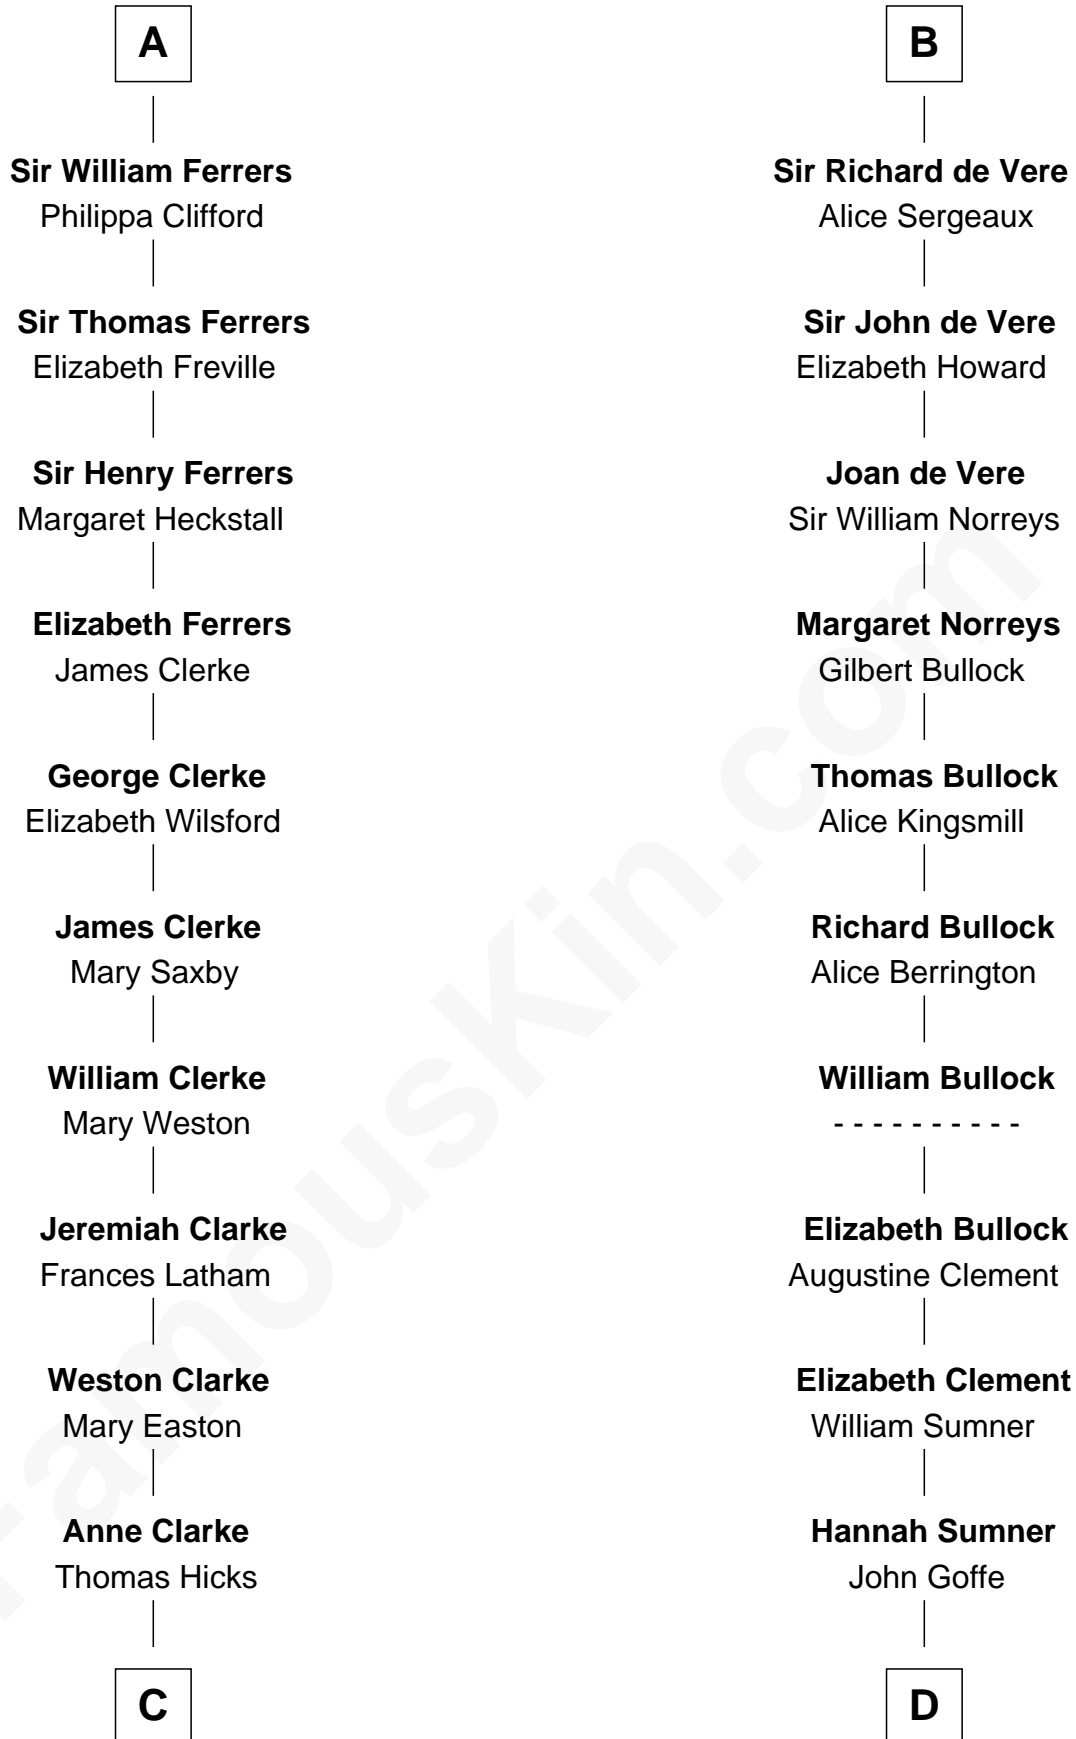 A
Sir William Ferrers
Philippa Clifford
Sir Thomas Ferrers
Elizabeth Freville
Sir Henry Ferrers
Margaret Heckstall
Elizabeth Ferrers
James Clerke
George Clerke
Elizabeth Wilsford
James Clerke
Mary Saxby
William Clerke
Mary Weston
Jeremiah Clarke
Frances Latham
Weston Clarke
Mary Easton
Anne Clarke
Thomas Hicks
C
B
Sir Richard de Vere
Alice Sergeaux
Sir John de Vere
Elizabeth Howard
Joan de Vere
Sir William Norreys
Margaret Norreys
Gilbert Bullock
Thomas Bullock
Alice Kingsmill
Richard Bullock
Alice Berrington
William Bullock
- - - - - - - - - -
Elizabeth Bullock
Augustine Clement
Elizabeth Clement
William Sumner
Hannah Sumner
John Goffe
D
FamousKin.com